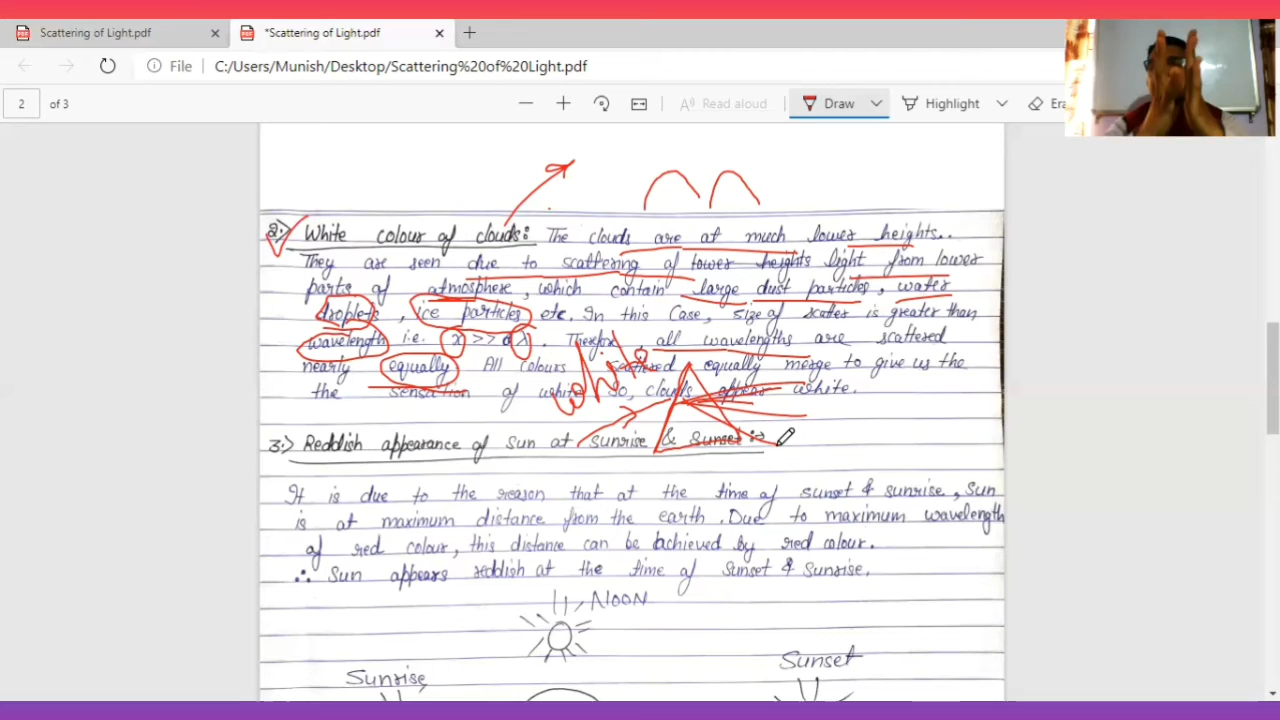 Scattering of Light.pdf
*Scattering of Light.pdf
File C:/Users/Munish/Desktop/Scattering%20of%20Light.pdf
2 of 3 Read aloud Draw Highlight Era
2:) White colour of clouds: The clouds are at much lower heights..
They are seen due to scattering of lower heights light from lower
parts of atmosphere, which contain large dust particles, water
droplets, ice particles etc. In this Case, size of scatter is greater than
wavelength i.e. x >> λ. Therefore all wavelengths are scattered
nearly equally All colours scattered equally merge to give us the
the sensation of white So, clouds appear white.
white
3:) Reddish appearance of Sun at sunrise & sunset :->
It is due to the reason that at the time of sunset & sunrise, Sun
is at maximum distance from the earth. Due to maximum wavelength
of red colour, this distance can be achieved by red colour.
∴ Sun appears reddish at the time of Sunset & Sunrise.
NOON
Sunrise
Sunset